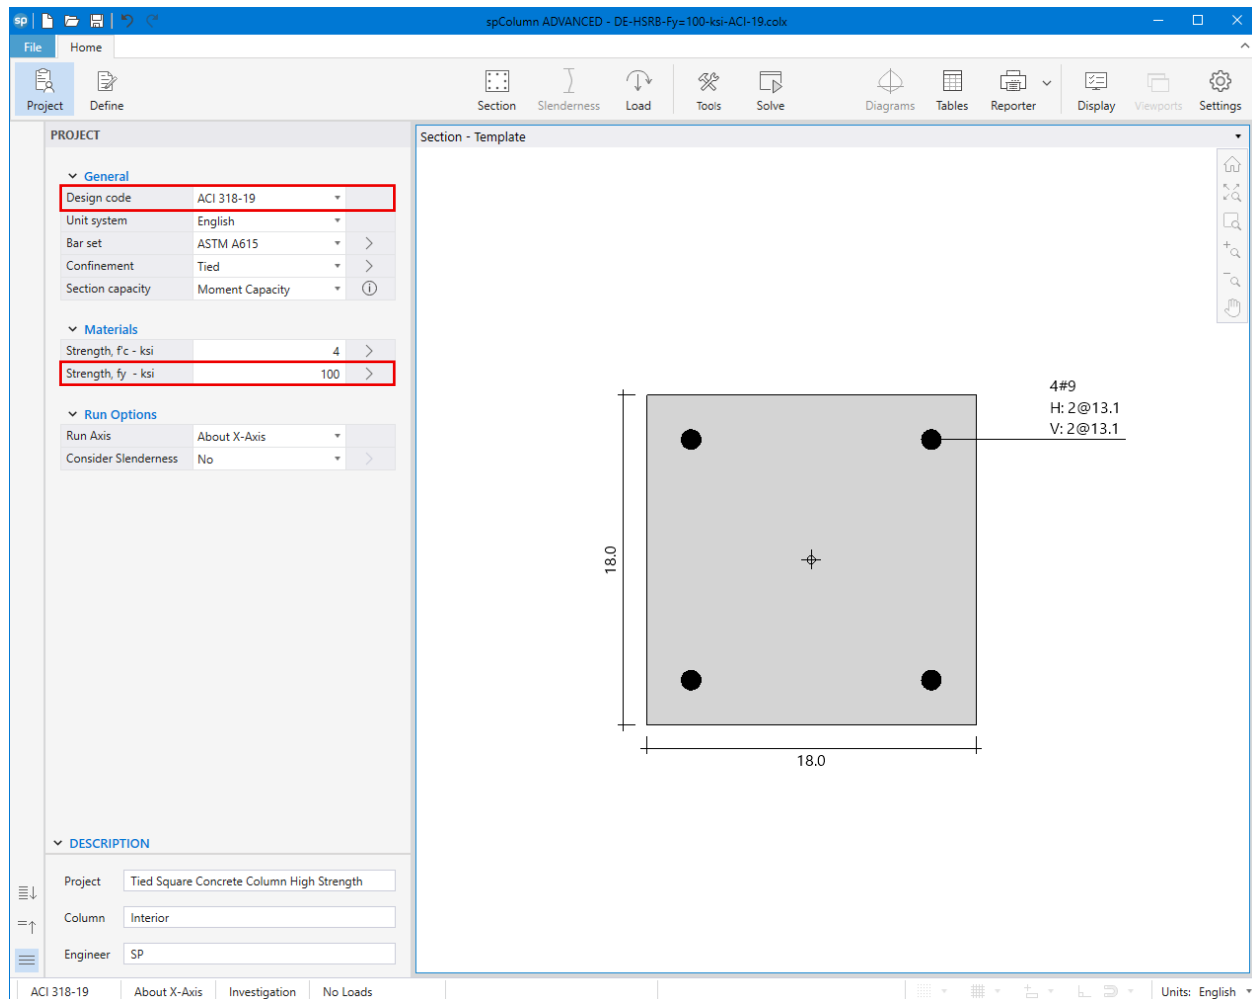 sp
spColumn ADVANCED - DE-HSRB-Fy=100-ksi-ACI-19.colx
File Home
Project Define Section Slenderness Load Tools Solve Diagrams Tables Reporter Display Viewports Settings
PROJECT
General
Design code ACI 318-19
Unit system English
Bar set ASTM A615
Confinement Tied
Section capacity Moment Capacity
Materials
Strength, f'c - ksi 4
Strength, fy - ksi 100
Run Options
Run Axis About X-Axis
Consider Slenderness No
Section - Template
4#9
H: 2@13.1
V: 2@13.1
18.0
18.0
DESCRIPTION
Project Tied Square Concrete Column High Strength
Column Interior
Engineer SP
ACI 318-19 About X-Axis Investigation No Loads Units: English